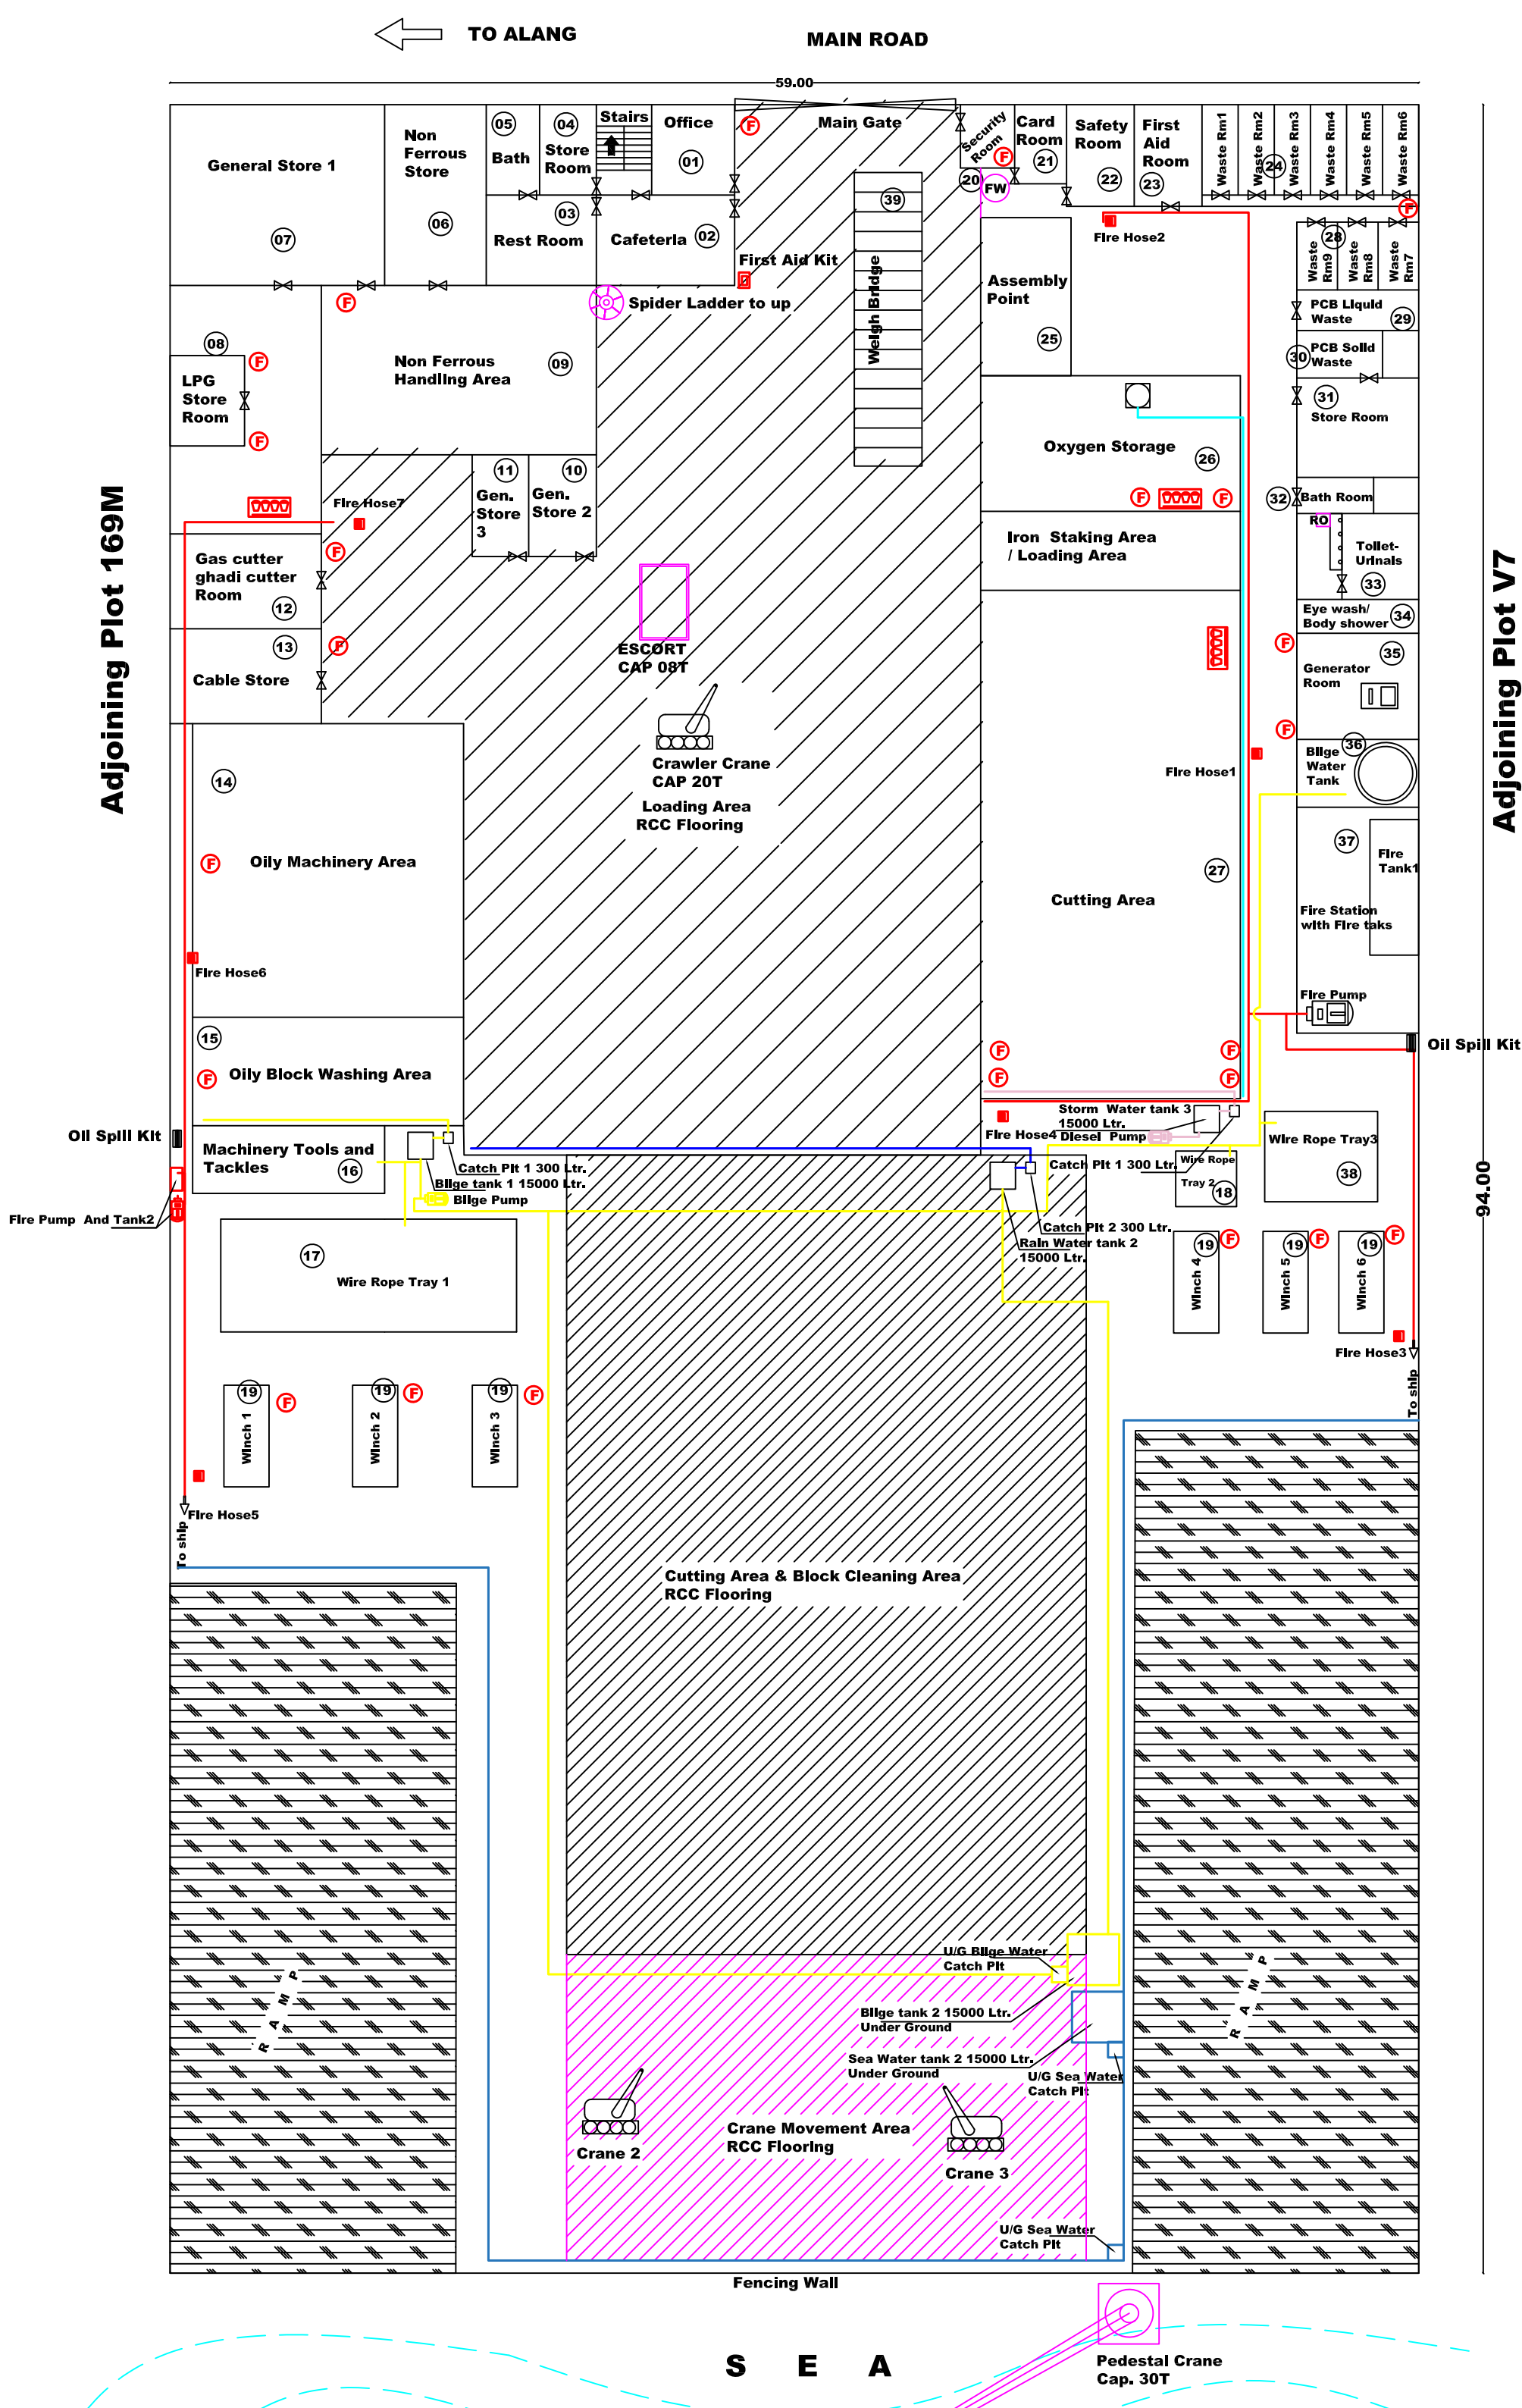 TO ALANG
MAIN ROAD
59.00
General Store 1
07
Non
Ferrous
Store
06
05
Bath
04
Store
Room
Stairs
Office
01
03
Rest Room
Cafeteria
02
F
Main Gate
Security
Room
F
20
FW
Card
Room
21
Safety
Room
22
First
Aid
Room
23
Waste Rm1
Waste Rm2
24
Waste Rm3
Waste Rm4
Waste Rm5
Waste Rm6
F
39
Weigh Bridge
First Aid Kit
Spider Ladder to up
Fire Hose2
28
Waste
Rm9
Waste
Rm8
Waste
Rm7
Assembly
Point
25
PCB Liquid
Waste
29
PCB Solid
Waste
30
31
Store Room
F
08
F
LPG
Store
Room
F
Non Ferrous
Handling Area
09
Oxygen Storage
26
F
F
32
Bath Room
RO
Toilet-
Urinals
33
11
Gen.
Store
3
10
Gen.
Store 2
Fire Hose7
Iron Staking Area
/ Loading Area
Gas cutter
ghadi cutter
Room
12
F
13
Cable Store
F
Eye wash/
Body shower
34
F
35
Generator
Room
F
36
Bilge
Water
Tank
ESCORT
CAP 08T
Crawler Crane
CAP 20T
Loading Area
RCC Flooring
Fire Hose1
Adjoining Plot 169M
Adjoining Plot V7
14
F
Oily Machinery Area
27
Cutting Area
37
Fire
Tank1
Fire Station
with Fire taks
Fire Pump
Fire Hose6
15
F
Oily Block Washing Area
F
F
F
F
Oil Spill Kit
Oil Spill Kit
Machinery Tools and
Tackles
16
Catch Pit 1 300 Ltr.
Bilge tank 1 15000 Ltr.
Bilge Pump
Fire Pump And Tank2
Storm Water tank 3
15000 Ltr.
Fire Hose4
Diesel Pump
Catch Pit 1 300 Ltr.
Wire Rope
Tray 2
18
Wire Rope Tray3
38
94.00
Catch Pit 2 300 Ltr.
Rain Water tank 2
15000 Ltr.
17
Wire Rope Tray 1
19
F
Winch 4
19
F
Winch 5
19
F
Winch 6
Fire Hose3
To ship
19
F
Winch 1
19
F
Winch 2
19
F
Winch 3
Fire Hose5
To ship
Cutting Area & Block Cleaning Area
RCC Flooring
RAMP
RAMP
U/G Bilge Water
Catch Pit
Bilge tank 2 15000 Ltr.
Under Ground
Sea Water tank 2 15000 Ltr.
Under Ground
U/G Sea Water
Catch Pit
Crane 2
Crane Movement Area
RCC Flooring
Crane 3
U/G Sea Water
Catch Pit
Fencing Wall
SEA
Pedestal Crane
Cap. 30T